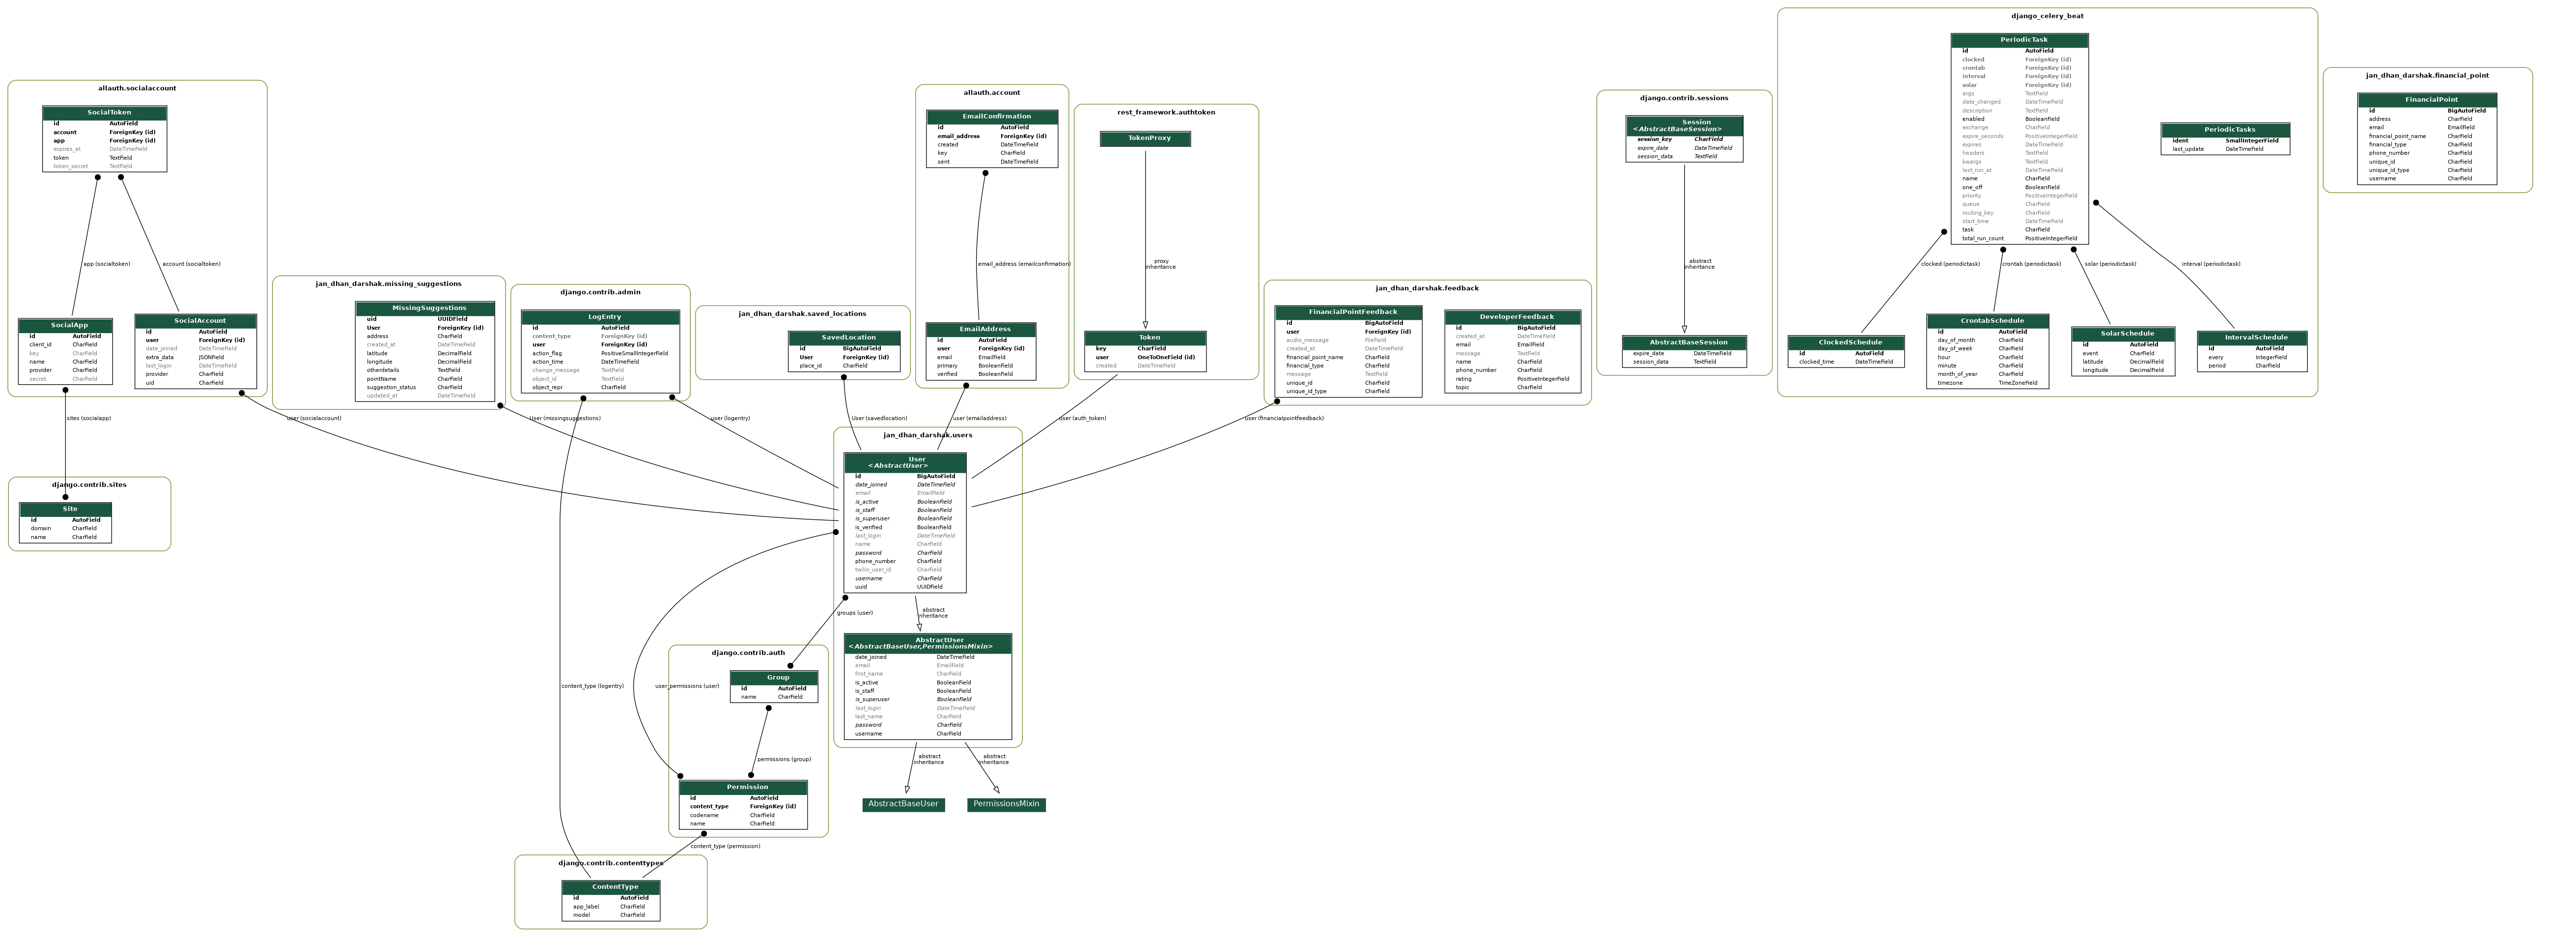 django_celery_beat
PeriodicTask
id AutoField
clocked ForeignKey (id)
crontab ForeignKey (id)
interval ForeignKey (id)
solar ForeignKey (id)
args TextField
date_changed DateTimeField
description TextField
enabled BooleanField
exchange CharField
expire_seconds PositiveIntegerField
expires DateTimeField
headers TextField
kwargs TextField
last_run_at DateTimeField
name CharField
one_off BooleanField
priority PositiveIntegerField
queue CharField
routing_key CharField
start_time DateTimeField
task CharField
total_run_count PositiveIntegerField
PeriodicTasks
ident SmallIntegerField
last_update DateTimeField
clocked (periodictask)
crontab (periodictask)
solar (periodictask)
interval (periodictask)
ClockedSchedule
id AutoField
clocked_time DateTimeField
CrontabSchedule
id AutoField
day_of_month CharField
day_of_week CharField
hour CharField
minute CharField
month_of_year CharField
timezone TimeZoneField
SolarSchedule
id AutoField
event CharField
latitude DecimalField
longitude DecimalField
IntervalSchedule
id AutoField
every IntegerField
period CharField
jan_dhan_darshak.financial_point
FinancialPoint
id BigAutoField
address CharField
email EmailField
financial_point_name CharField
financial_type CharField
phone_number CharField
unique_id CharField
unique_id_type CharField
username CharField
allauth.socialaccount
SocialToken
id AutoField
account ForeignKey (id)
app ForeignKey (id)
expires_at DateTimeField
token TextField
token_secret TextField
app (socialtoken)
account (socialtoken)
SocialApp
id AutoField
client_id CharField
key CharField
name CharField
provider CharField
secret CharField
SocialAccount
id AutoField
user ForeignKey (id)
date_joined DateTimeField
extra_data JSONField
last_login DateTimeField
provider CharField
uid CharField
sites (socialapp)
user (socialaccount)
django.contrib.sites
Site
id AutoField
domain CharField
name CharField
jan_dhan_darshak.missing_suggestions
MissingSuggestions
uid UUIDField
User ForeignKey (id)
address CharField
created_at DateTimeField
latitude DecimalField
longitude DecimalField
otherdetails TextField
pointName CharField
suggestion_status CharField
updated_at DateTimeField
User (missingsuggestions)
django.contrib.admin
LogEntry
id AutoField
content_type ForeignKey (id)
user ForeignKey (id)
action_flag PositiveSmallIntegerField
action_time DateTimeField
change_message TextField
object_id TextField
object_repr CharField
user (logentry)
content_type (logentry)
jan_dhan_darshak.saved_locations
SavedLocation
id BigAutoField
User ForeignKey (id)
place_id CharField
User (savedlocation)
allauth.account
EmailConfirmation
id AutoField
email_address ForeignKey (id)
created DateTimeField
key CharField
sent DateTimeField
email_address (emailconfirmation)
EmailAddress
id AutoField
user ForeignKey (id)
email EmailField
primary BooleanField
verified BooleanField
user (emailaddress)
rest_framework.authtoken
TokenProxy
proxy
inheritance
Token
key CharField
user OneToOneField (id)
created DateTimeField
user (auth_token)
jan_dhan_darshak.feedback
FinancialPointFeedback
id BigAutoField
user ForeignKey (id)
audio_message FileField
created_at DateTimeField
financial_point_name CharField
financial_type CharField
message TextField
unique_id CharField
unique_id_type CharField
DeveloperFeedback
id BigAutoField
created_at DateTimeField
email EmailField
message TextField
name CharField
phone_number CharField
rating PositiveIntegerField
topic CharField
user (financialpointfeedback)
django.contrib.sessions
Session
<AbstractBaseSession>
session_key CharField
expire_date DateTimeField
session_data TextField
abstract
inheritance
AbstractBaseSession
expire_date DateTimeField
session_data TextField
jan_dhan_darshak.users
User
<AbstractUser>
id BigAutoField
date_joined DateTimeField
email EmailField
is_active BooleanField
is_staff BooleanField
is_superuser BooleanField
is_verified BooleanField
last_login DateTimeField
name CharField
password CharField
phone_number CharField
twilio_user_id CharField
username CharField
uuid UUIDField
groups (user)
abstract
inheritance
user_permissions (user)
AbstractUser
<AbstractBaseUser,PermissionsMixin>
date_joined DateTimeField
email EmailField
first_name CharField
is_active BooleanField
is_staff BooleanField
is_superuser BooleanField
last_login DateTimeField
last_name CharField
password CharField
username CharField
abstract
inheritance
abstract
inheritance
AbstractBaseUser
PermissionsMixin
django.contrib.auth
Group
id AutoField
name CharField
permissions (group)
Permission
id AutoField
content_type ForeignKey (id)
codename CharField
name CharField
content_type (permission)
django.contrib.contenttypes
ContentType
id AutoField
app_label CharField
model CharField